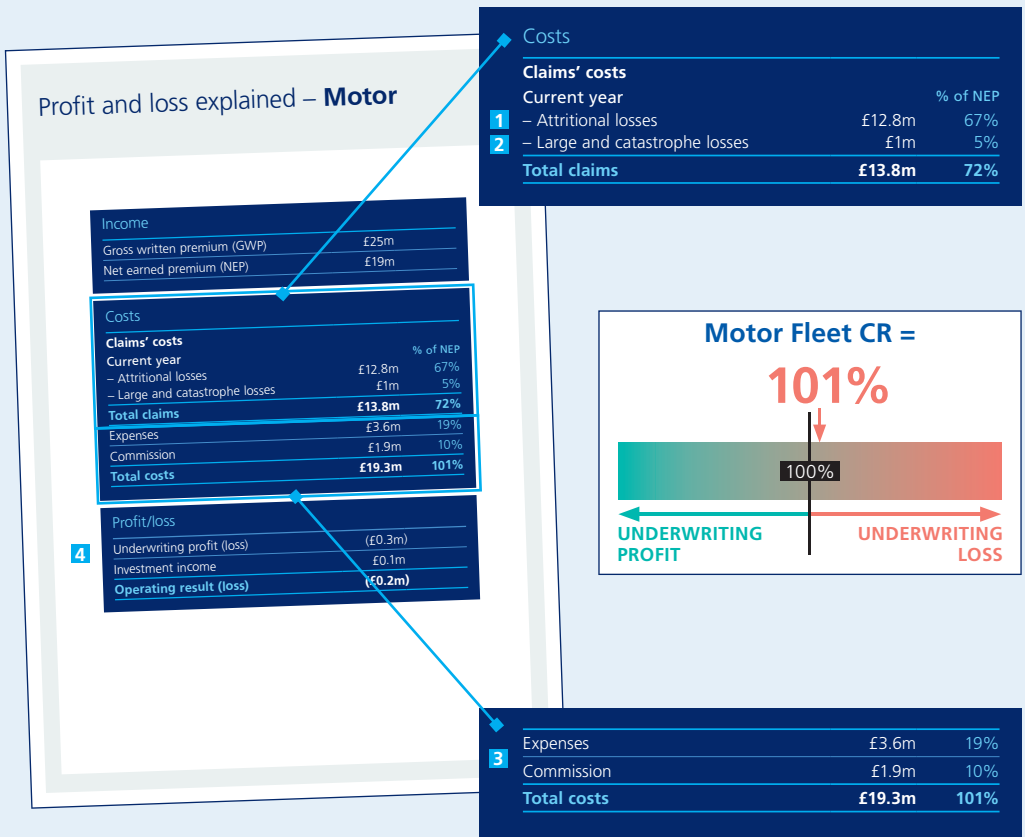 Profit and loss explained – Motor
Income
Gross written premium (GWP) £25m
Net earned premium (NEP) £19m
Costs
Claims’ costs
Current year % of NEP
– Attritional losses £12.8m 67%
– Large and catastrophe losses £1m 5%
Total claims £13.8m 72%
Expenses £3.6m 19%
Commission £1.9m 10%
Total costs £19.3m 101%
4
Profit/loss
Underwriting profit (loss) (£0.3m)
Investment income £0.1m
Operating result (loss) (£0.2m)
Costs
Claims’ costs
Current year % of NEP
1 – Attritional losses £12.8m 67%
2 – Large and catastrophe losses £1m 5%
Total claims £13.8m 72%
Motor Fleet CR =
101%
100%
UNDERWRITING PROFIT
UNDERWRITING LOSS
3
Expenses £3.6m 19%
Commission £1.9m 10%
Total costs £19.3m 101%